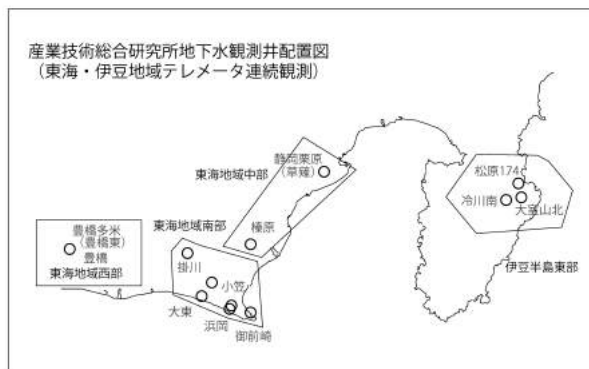 産業技術総合研究所地下水観測井配置図
（東海・伊豆地域テレメータ連続観測）
静岡栗原
（草薙）
東海地域中部
松原174
冷川南
大室山北
豊橋多米
（豊橋東）
豊橋
東海地域西部
東海地域南部
榛原
掛川
小笠
伊豆半島東部
大東
浜岡
御前崎